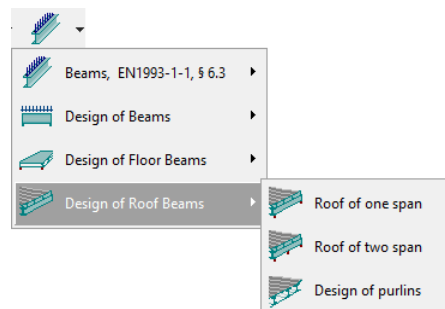 Beams, EN1993-1-1, § 6.3
Design of Beams
Design of Floor Beams
Design of Roof Beams
Roof of one span
Roof of two span
Design of purlins